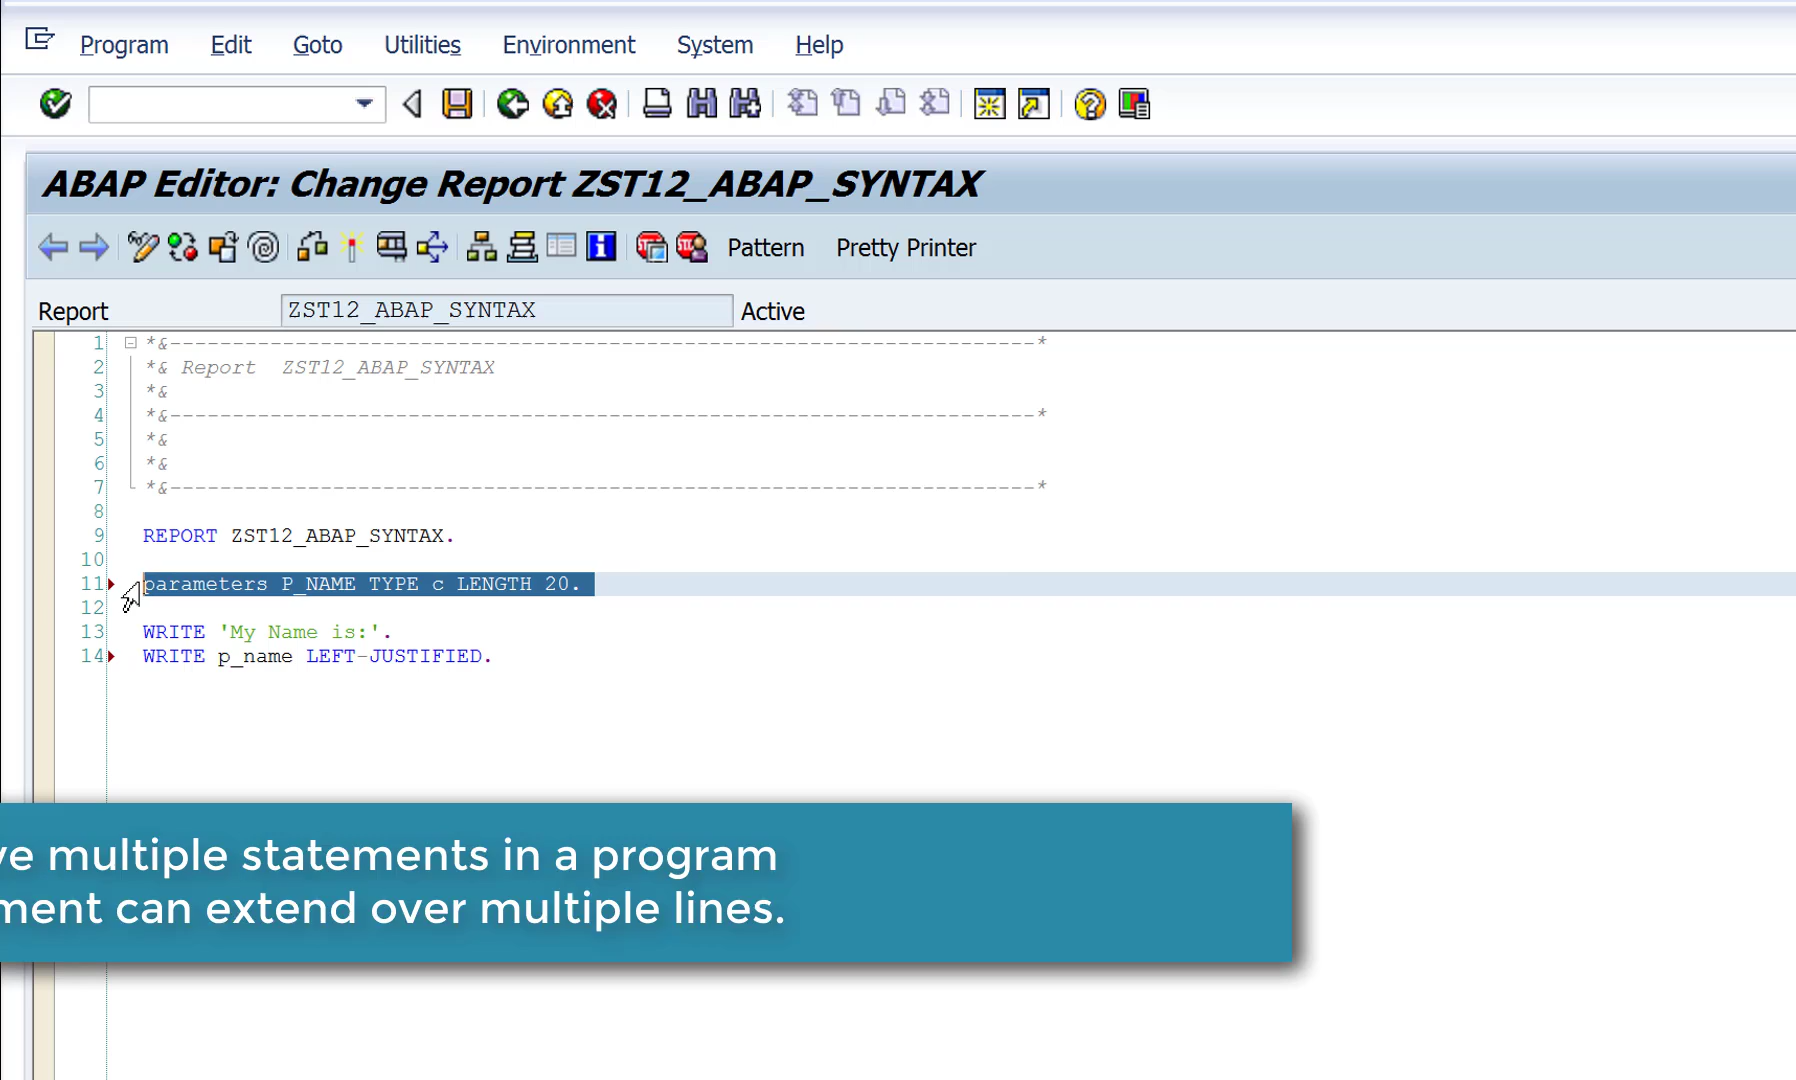 Program Edit Goto Utilities Environment System Help
ABAP Editor: Change Report ZST12_ABAP_SYNTAX
Pattern Pretty Printer
Report ZST12_ABAP_SYNTAX Active
1 *&---------------------------------------------------------------------*
2 *& Report ZST12_ABAP_SYNTAX
3 *&
4 *&---------------------------------------------------------------------*
5 *&
6 *&
7 *&---------------------------------------------------------------------*
8
9 REPORT ZST12_ABAP_SYNTAX.
10
11 parameters P_NAME TYPE c LENGTH 20.
12
13 WRITE 'My Name is:'.
14 WRITE p_name LEFT-JUSTIFIED.
multiple statements in a program
can extend over multiple lines.